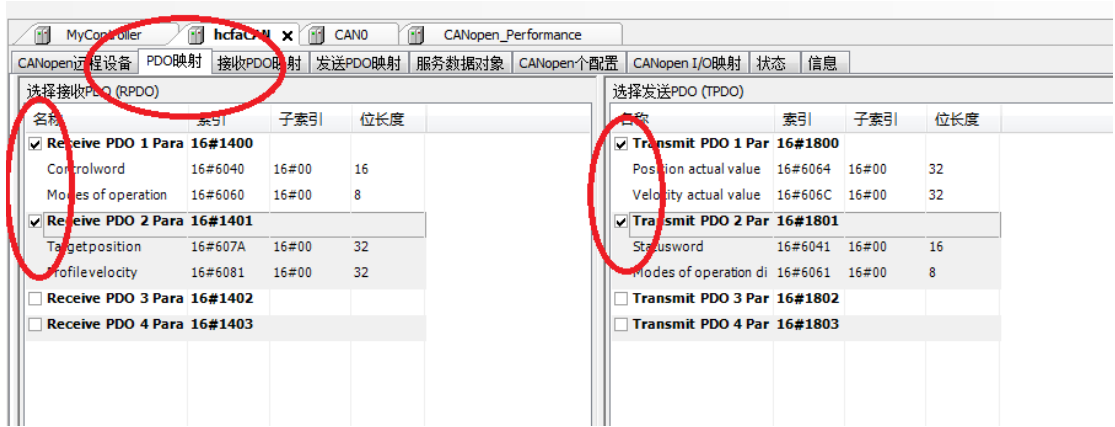 MyController hcfaCAN CAN0 CANopen_Performance
CANopen远程设备 PDO映射 接收PDO映射 发送PDO映射 服务数据对象 CANopen个配置 CANopen I/O映射 状态 信息
选择接收PDO (RPDO)
名称 索引 子索引 位长度
Receive PDO 1 Para 16#1400
Controlword 16#6040 16#00 16
Modes of operation 16#6060 16#00 8
Receive PDO 2 Para 16#1401
Targetposition 16#607A 16#00 32
Profilevelocity 16#6081 16#00 32
Receive PDO 3 Para 16#1402
Receive PDO 4 Para 16#1403
选择发送PDO (TPDO)
名称 索引 子索引 位长度
Transmit PDO 1 Par 16#1800
Position actual value 16#6064 16#00 32
Velocity actual value 16#606C 16#00 32
Transmit PDO 2 Par 16#1801
Statusword 16#6041 16#00 16
Modes of operation di 16#6061 16#00 8
Transmit PDO 3 Par 16#1802
Transmit PDO 4 Par 16#1803